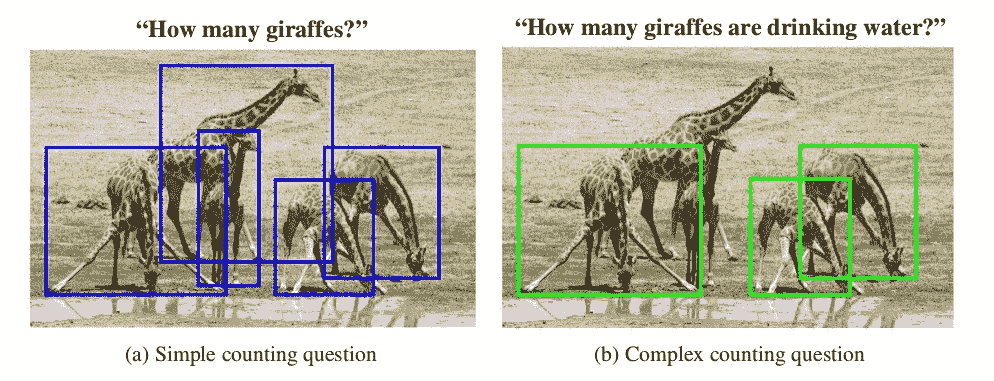 “How many giraffes?”
“How many giraffes are drinking water?”
(a) Simple counting question
(b) Complex counting question